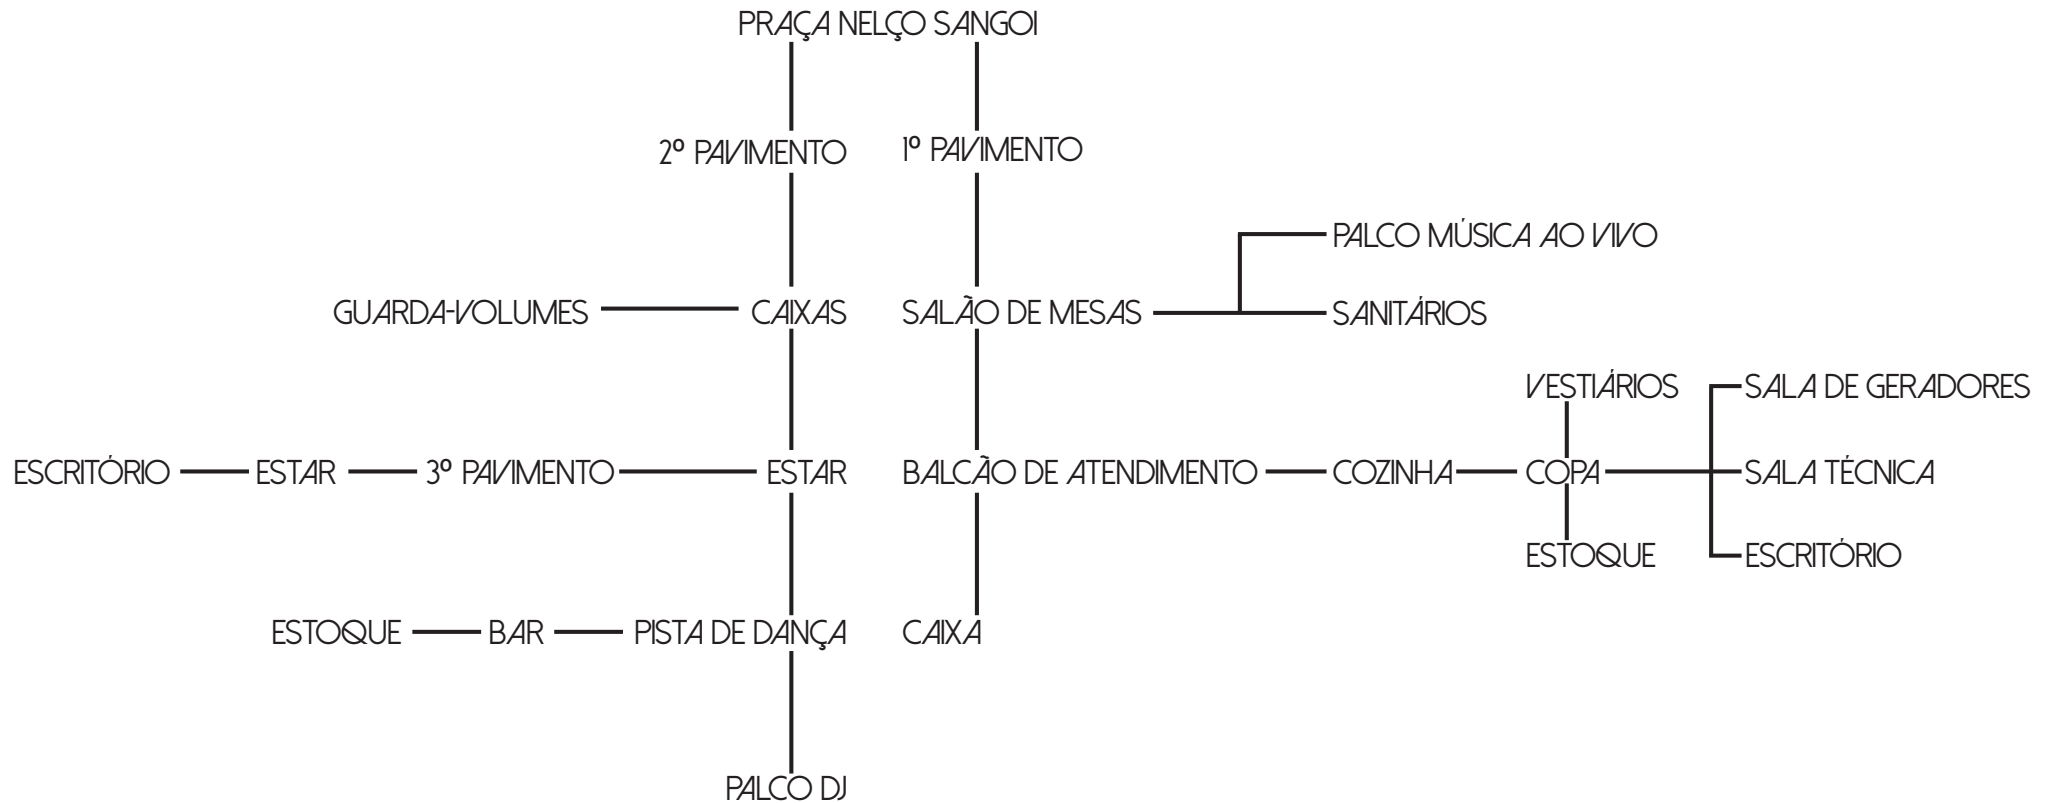 PRAÇA NELÇO SANGOI
2º PAVIMENTO
1º PAVIMENTO
PALCO MÚSICA AO VIVO
GUARDA-VOLUMES
CAIXAS
SALÃO DE MESAS
SANITÁRIOS
VESTIÁRIOS
SALA DE GERADORES
ESCRITÓRIO
ESTAR
3º PAVIMENTO
ESTAR
BALCÃO DE ATENDIMENTO
COZINHA
COPA
SALA TÉCNICA
ESTOQUE
ESCRITÓRIO
ESTOQUE
BAR
PISTA DE DANÇA
CAIXA
PALCO DJ